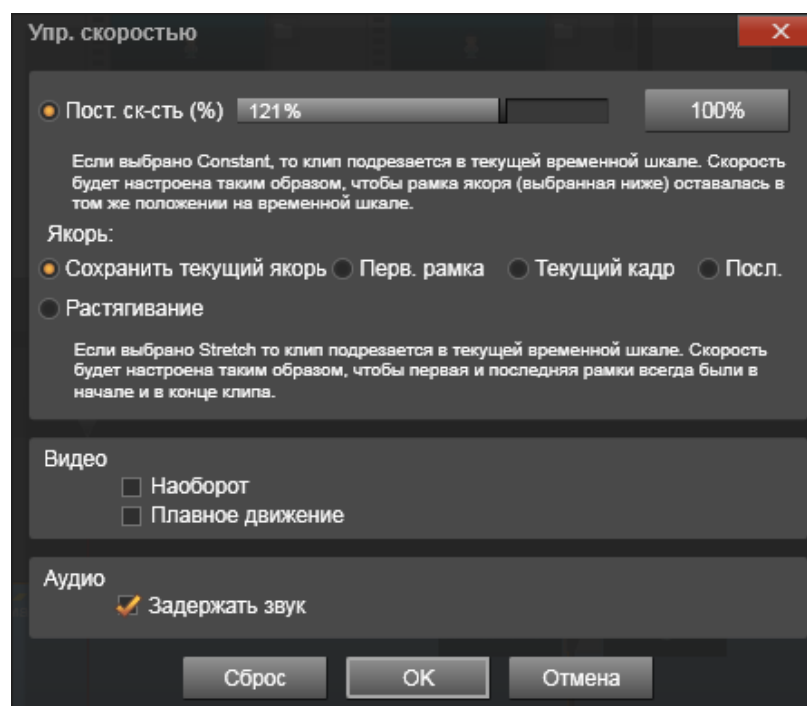 Упр. скоростью
Пост. ск-сть (%) 121% 100%
Если выбрано Constant, то клип подрезается в текущей временной шкале. Скорость
будет настроена таким образом, чтобы рамка якоря (выбранная ниже) оставалась в
том же положении на временной шкале.
Якорь:
Сохранить текущий якорь Перв. рамка Текущий кадр Посл.
Растягивание
Если выбрано Stretch то клип подрезается в текущей временной шкале. Скорость
будет настроена таким образом, чтобы первая и последняя рамки всегда были в
начале и в конце клипа.
Видео
Наоборот
Плавное движение
Аудио
Задержать звук
Сброс OK Отмена